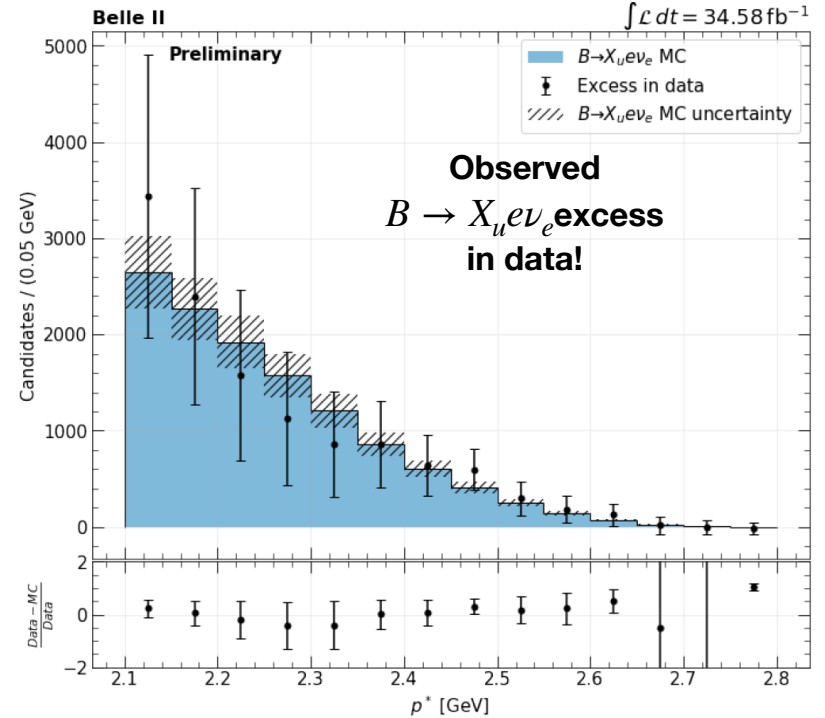 Belle II
∫ℒ dt = 34.58 fb⁻¹
Preliminary
B→Xᵤeνₑ MC
Excess in data
B→Xᵤeνₑ MC uncertainty
Observed
B → Xᵤeνₑexcess
in data!
Candidates / (0.05 GeV)
5000
4000
3000
2000
1000
0
Data − MC
Data
2
0
−2
2.1 2.2 2.3 2.4 2.5 2.6 2.7 2.8
p* [GeV]